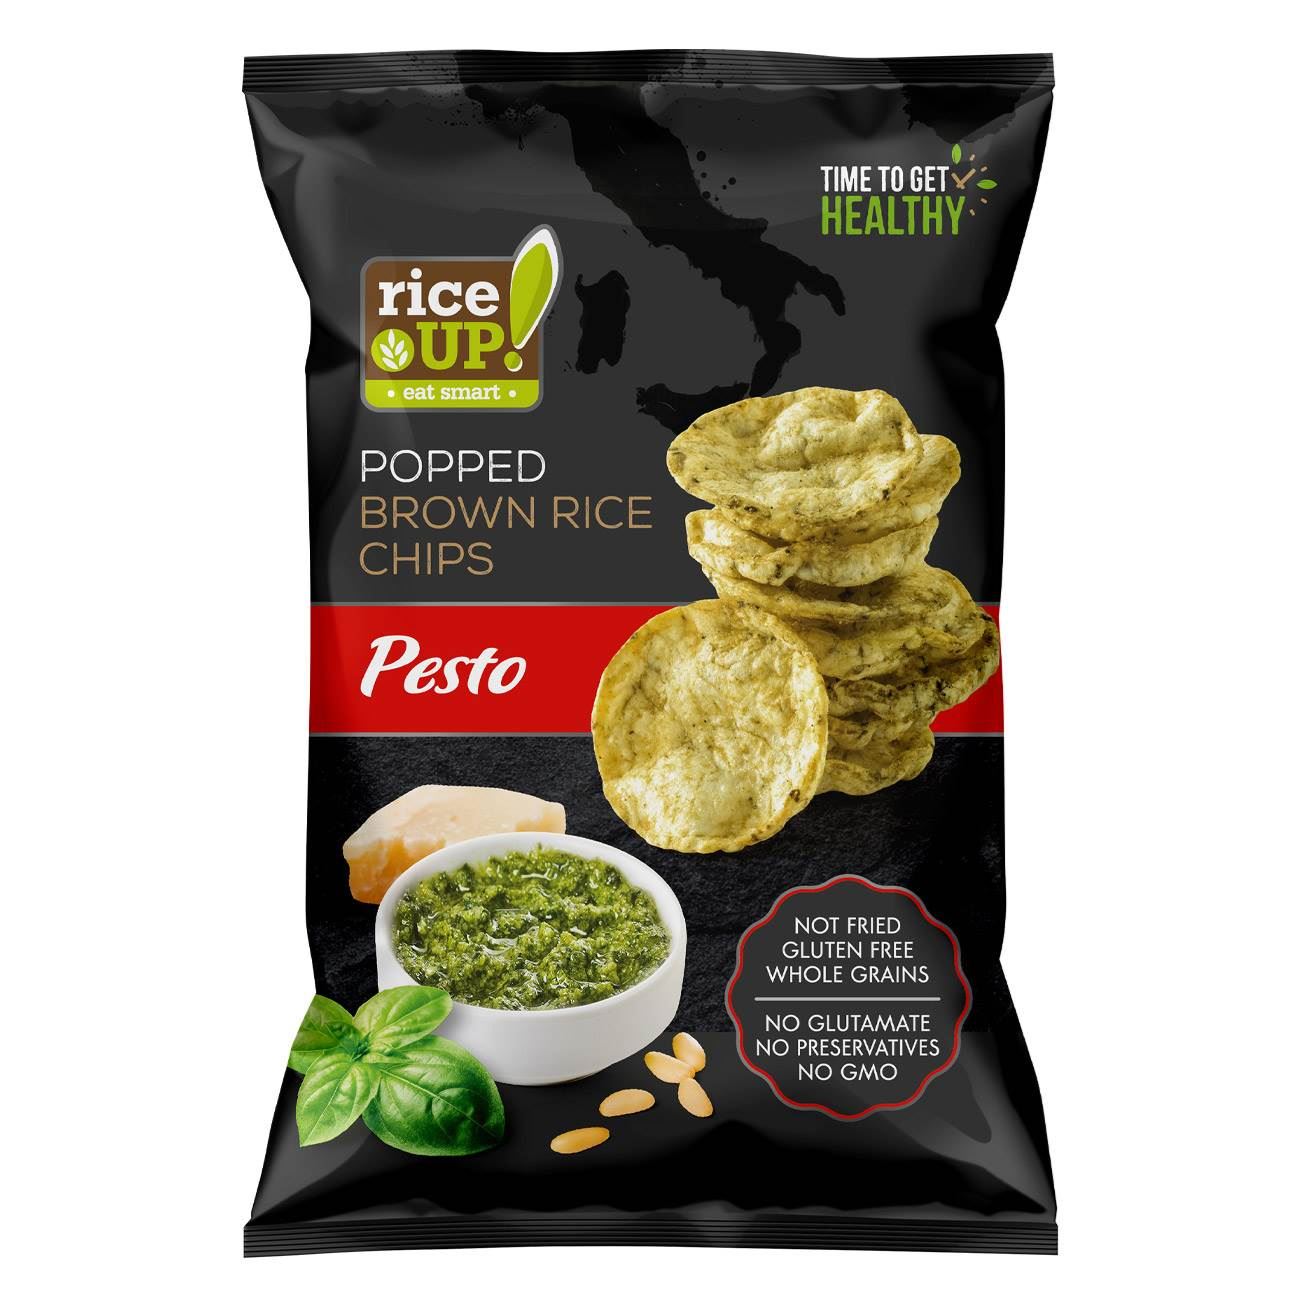 TIME TO GET
HEALTHY
rice
UP!
• eat smart •
POPPED
BROWN RICE
CHIPS
Pesto
NOT FRIED
GLUTEN FREE
WHOLE GRAINS
NO GLUTAMATE
NO PRESERVATIVES
NO GMO